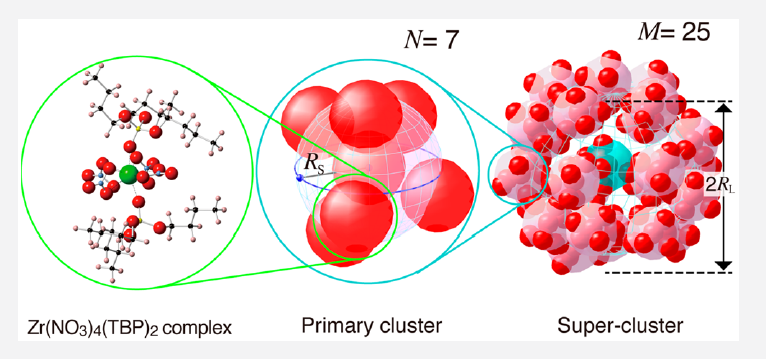 N= 7
M= 25
R_S
2R_L
Zr(NO₃)₄(TBP)₂ complex
Primary cluster
Super-cluster